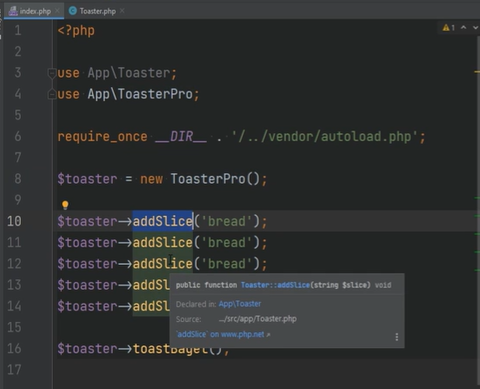 index.php
Toaster.php
1 <?php
1
2
3 use App\Toaster;
4 use App\ToasterPro;
5
6 require_once __DIR__ . '/../vendor/autoload.php';
7
8 $toaster = new ToasterPro();
9
10 $toaster->addSlice('bread');
11 $toaster->addSlice('bread');
12 $toaster->addSlice('bread');
13 $toaster->addSl
14 $toaster->addSl
public function Toaster::addSlice(string $slice) void
Declared in: App\Toaster
Source: .../src/app/Toaster.php
`addSlice` on www.php.net ↗
15
16 $toaster->toastBagel();
17